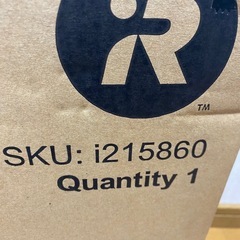 R
TM
SKU: i215860
Quantity 1